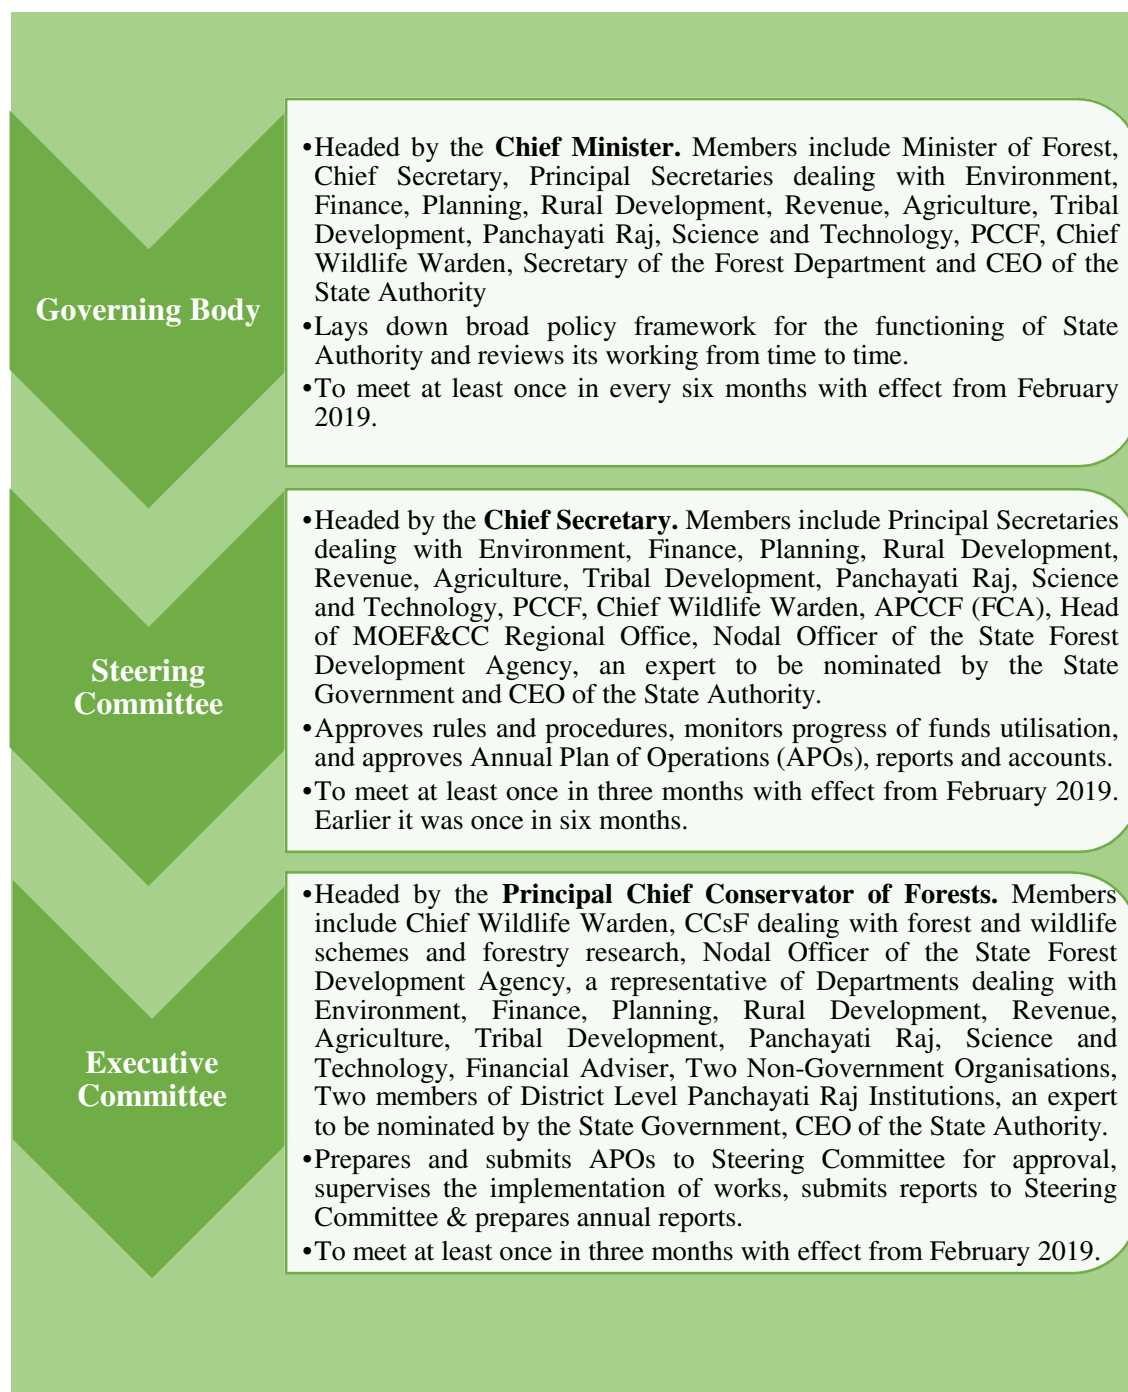 Governing Body
•Headed by the Chief Minister. Members include Minister of Forest,
Chief Secretary, Principal Secretaries dealing with Environment,
Finance, Planning, Rural Development, Revenue, Agriculture, Tribal
Development, Panchayati Raj, Science and Technology, PCCF, Chief
Wildlife Warden, Secretary of the Forest Department and CEO of the
State Authority
•Lays down broad policy framework for the functioning of State
Authority and reviews its working from time to time.
•To meet at least once in every six months with effect from February
2019.
Steering
Committee
•Headed by the Chief Secretary. Members include Principal Secretaries
dealing with Environment, Finance, Planning, Rural Development,
Revenue, Agriculture, Tribal Development, Panchayati Raj, Science
and Technology, PCCF, Chief Wildlife Warden, APCCF (FCA), Head
of MOEF&CC Regional Office, Nodal Officer of the State Forest
Development Agency, an expert to be nominated by the State
Government and CEO of the State Authority.
•Approves rules and procedures, monitors progress of funds utilisation,
and approves Annual Plan of Operations (APOs), reports and accounts.
•To meet at least once in three months with effect from February 2019.
Earlier it was once in six months.
Executive
Committee
•Headed by the Principal Chief Conservator of Forests. Members
include Chief Wildlife Warden, CCsF dealing with forest and wildlife
schemes and forestry research, Nodal Officer of the State Forest
Development Agency, a representative of Departments dealing with
Environment, Finance, Planning, Rural Development, Revenue,
Agriculture, Tribal Development, Panchayati Raj, Science and
Technology, Financial Adviser, Two Non-Government Organisations,
Two members of District Level Panchayati Raj Institutions, an expert
to be nominated by the State Government, CEO of the State Authority.
•Prepares and submits APOs to Steering Committee for approval,
supervises the implementation of works, submits reports to Steering
Committee & prepares annual reports.
•To meet at least once in three months with effect from February 2019.